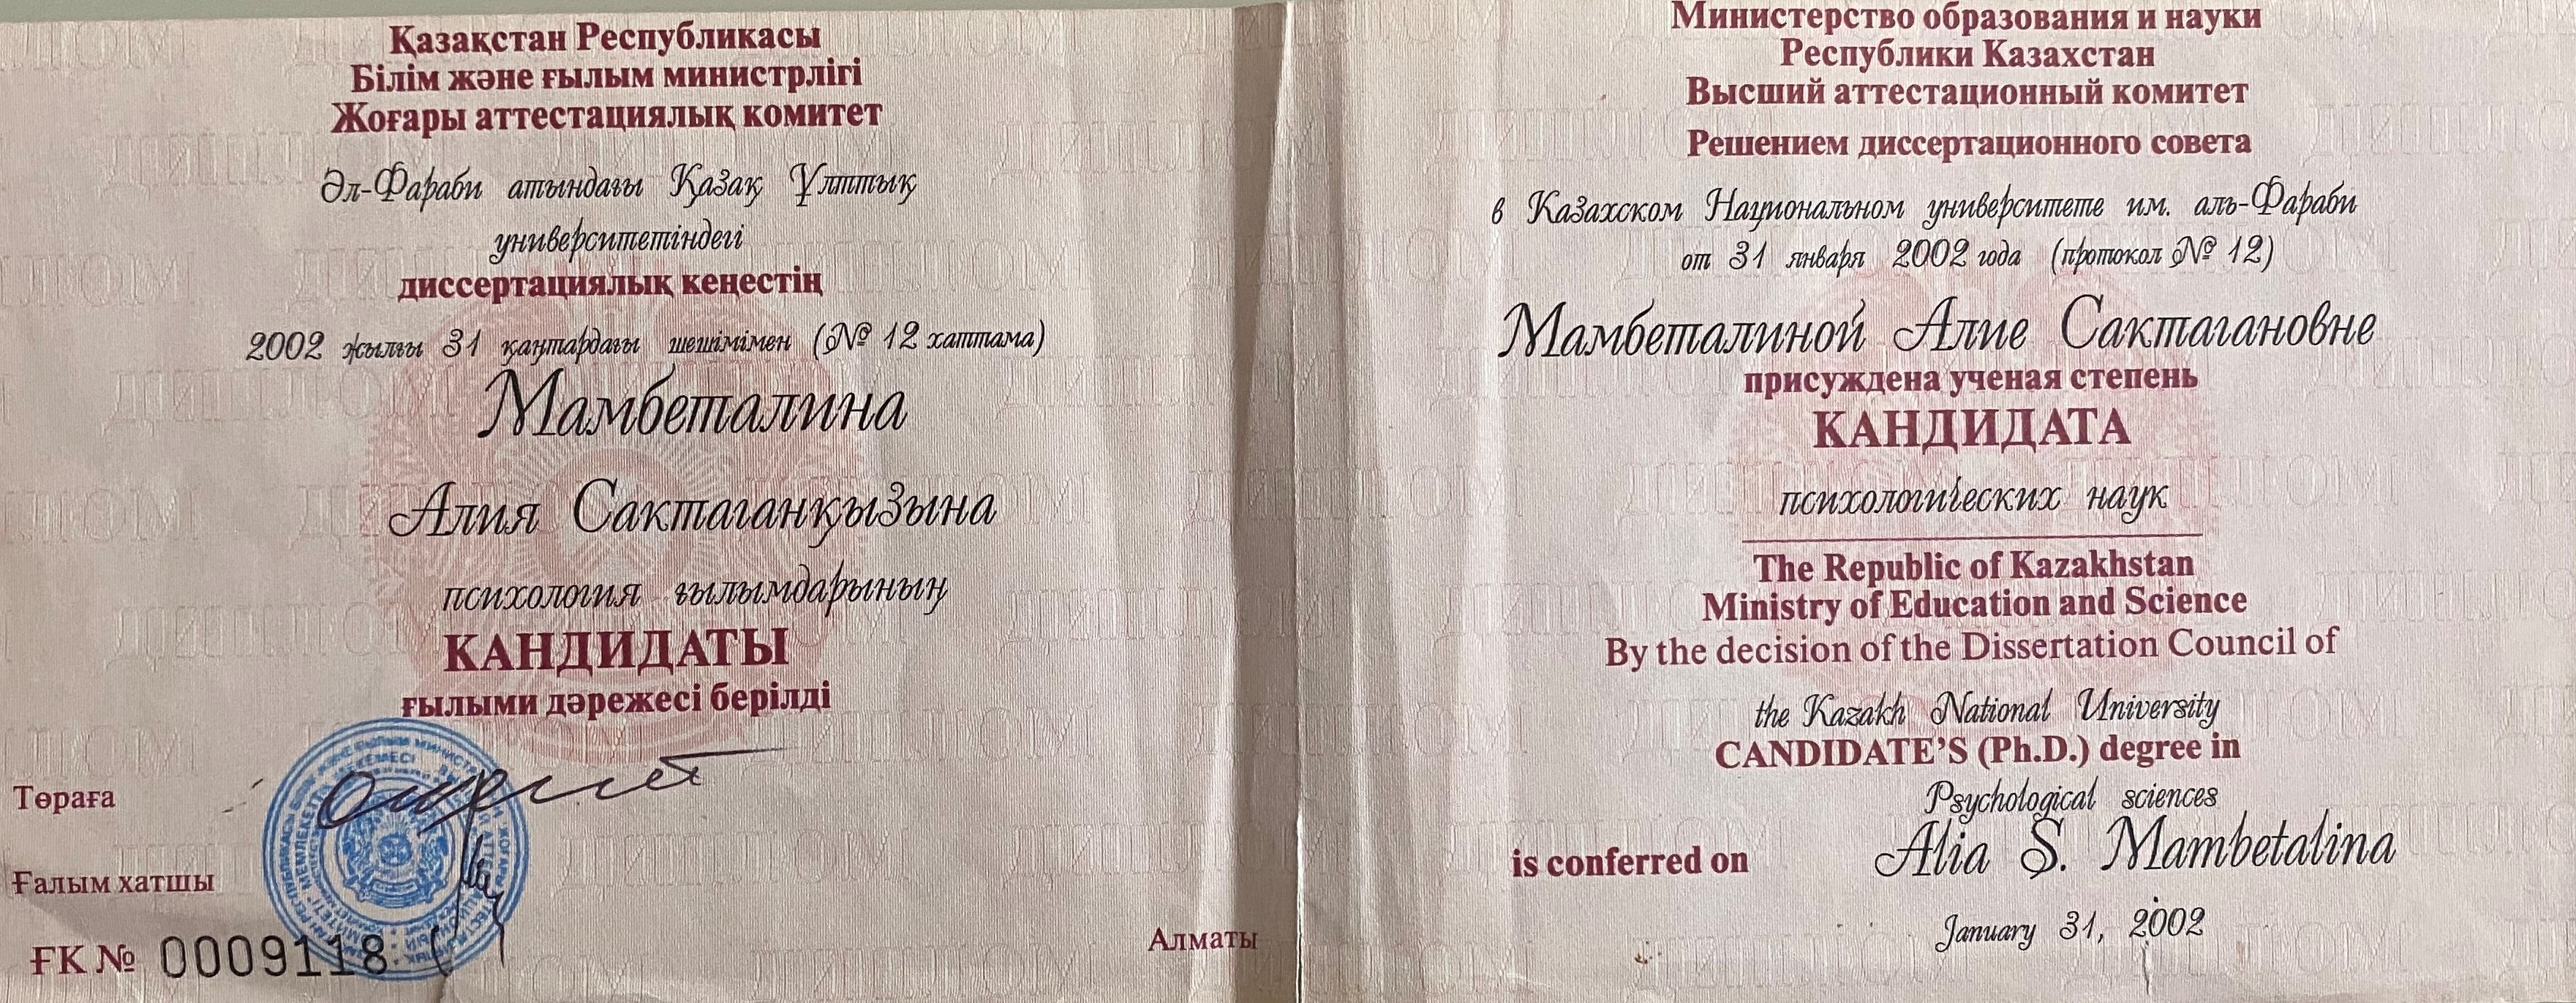 Қазақстан Республикасы
Білім және ғылым министрлігі
Жоғары аттестациялық комитет
Әл-Фараби атындағы Қазақ Ұлттық
университетіндегі
диссертациялық кеңестің
2002 жылғы 31 қаңтардағы шешімімен (№ 12 хаттама)
Мамбеталина
Алия Сактаганқызына
психология ғылымдарының
КАНДИДАТЫ
ғылыми дәрежесі берілді
Төраға
Ғалым хатшы
ҒК № 0009118
Алматы
Министерство образования и науки
Республики Казахстан
Высший аттестационный комитет
Решением диссертационного совета
в Казахском Национальном университете им. аль-Фараби
от 31 января 2002 года (протокол № 12)
Мамбеталиной Алие Сактагановне
присуждена ученая степень
КАНДИДАТА
психологических наук
The Republic of Kazakhstan
Ministry of Education and Science
By the decision of the Dissertation Council of
the Kazakh National University
CANDIDATE'S (Ph.D.) degree in
Psychological sciences
is conferred on Alia S. Mambetalina
January 31, 2002